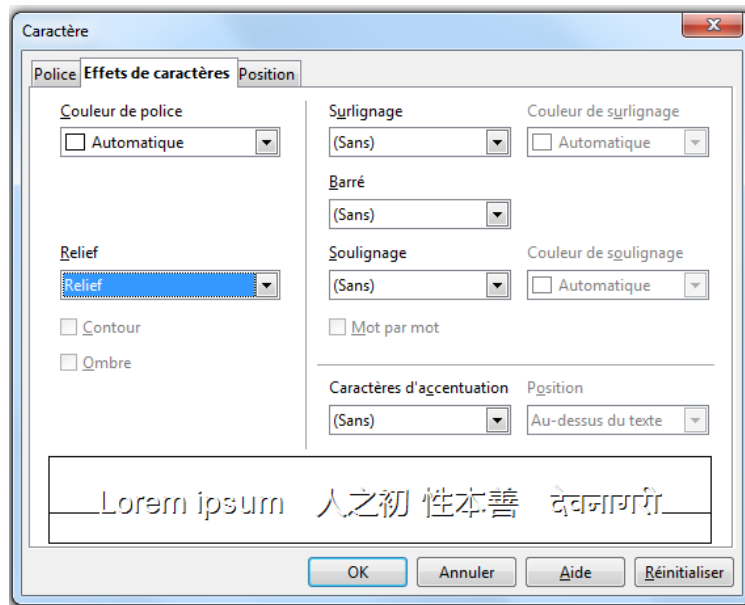 Caractère
Police Effets de caractères Position
Couleur de police Surlignage Couleur de surlignage
Automatique (Sans) Automatique
Barré
(Sans)
Relief Soulignage Couleur de soulignage
Relief (Sans) Automatique
Contour Mot par mot
Ombre
Caractères d'accentuation Position
(Sans) Au-dessus du texte
Lorem ipsum 人之初 性本善 देवनागरी
OK Annuler Aide Réinitialiser